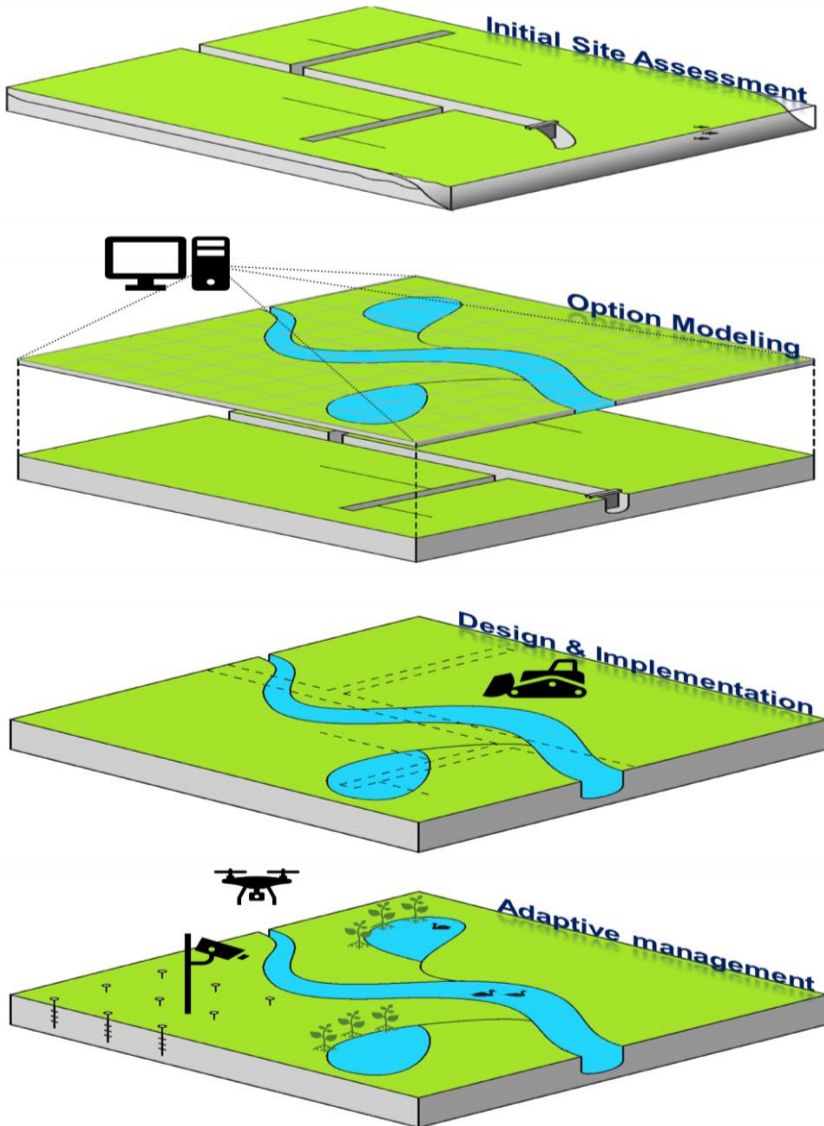 Initial Site Assessment
Option Modeling
Design & Implementation
Adaptive management